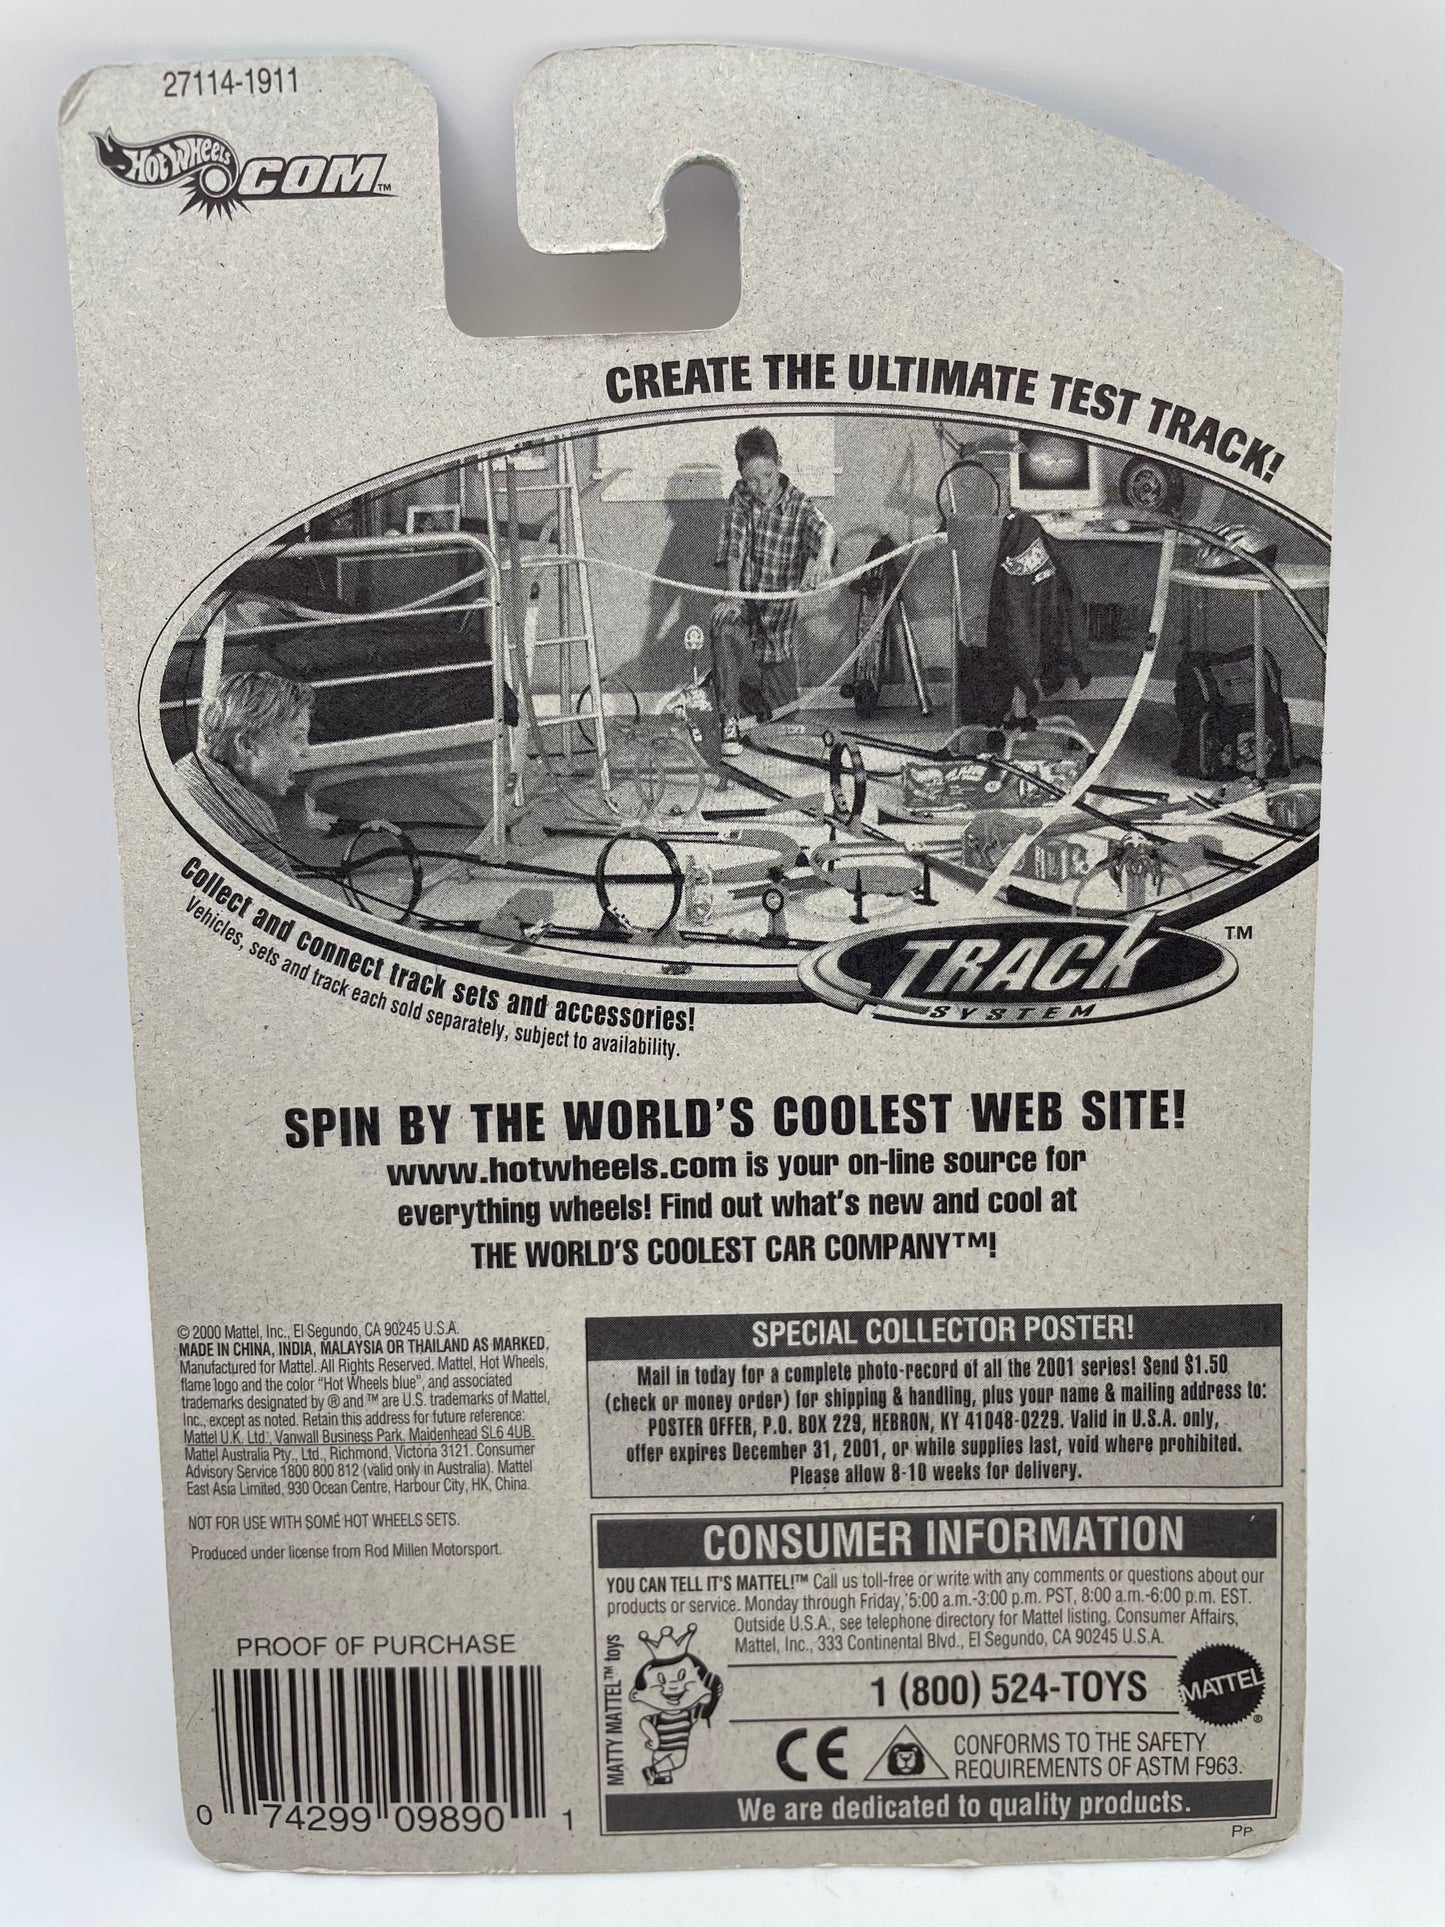 27114-1911
Hot Wheels .COM™
CREATE THE ULTIMATE TEST TRACK!
Collect and connect track sets and accessories!
Vehicles, sets and track each sold separately, subject to availability.
TRACK ™
SYSTEM
SPIN BY THE WORLD'S COOLEST WEB SITE!
www.hotwheels.com is your on-line source for
everything wheels! Find out what's new and cool at
THE WORLD'S COOLEST CAR COMPANY™!
© 2000 Mattel, Inc., El Segundo, CA 90245 U.S.A.
MADE IN CHINA, INDIA, MALAYSIA OR THAILAND AS MARKED.
Manufactured for Mattel. All Rights Reserved. Mattel, Hot Wheels,
flame logo and the color "Hot Wheels blue", and associated
trademarks designated by ® and ™ are U.S. trademarks of Mattel,
Inc., except as noted. Retain this address for future reference:
Mattel U.K. Ltd., Vanwall Business Park, Maidenhead SL6 4UB.
Mattel Australia Pty., Ltd., Richmond, Victoria 3121. Consumer
Advisory Service 1800 800 812 (valid only in Australia). Mattel
East Asia Limited, 930 Ocean Centre, Harbour City, HK, China.
NOT FOR USE WITH SOME HOT WHEELS SETS.
Produced under license from Rod Millen Motorsport.
PROOF OF PURCHASE
0 74299 09890 1
SPECIAL COLLECTOR POSTER!
Mail in today for a complete photo-record of all the 2001 series! Send $1.50
(check or money order) for shipping & handling, plus your name & mailing address to:
POSTER OFFER, P.O. BOX 229, HEBRON, KY 41048-0229. Valid in U.S.A. only,
offer expires December 31, 2001, or while supplies last, void where prohibited.
Please allow 8-10 weeks for delivery.
CONSUMER INFORMATION
YOU CAN TELL IT'S MATTEL!™ Call us toll-free or write with any comments or questions about our
products or service. Monday through Friday, 5:00 a.m.-3:00 p.m. PST, 8:00 a.m.-6:00 p.m. EST.
Outside U.S.A., see telephone directory for Mattel listing. Consumer Affairs,
Mattel, Inc., 333 Continental Blvd., El Segundo, CA 90245 U.S.A.
MATTY MATTEL™ toys
1 (800) 524-TOYS
MATTEL ®
CE
CONFORMS TO THE SAFETY
REQUIREMENTS OF ASTM F963.
We are dedicated to quality products.
PP